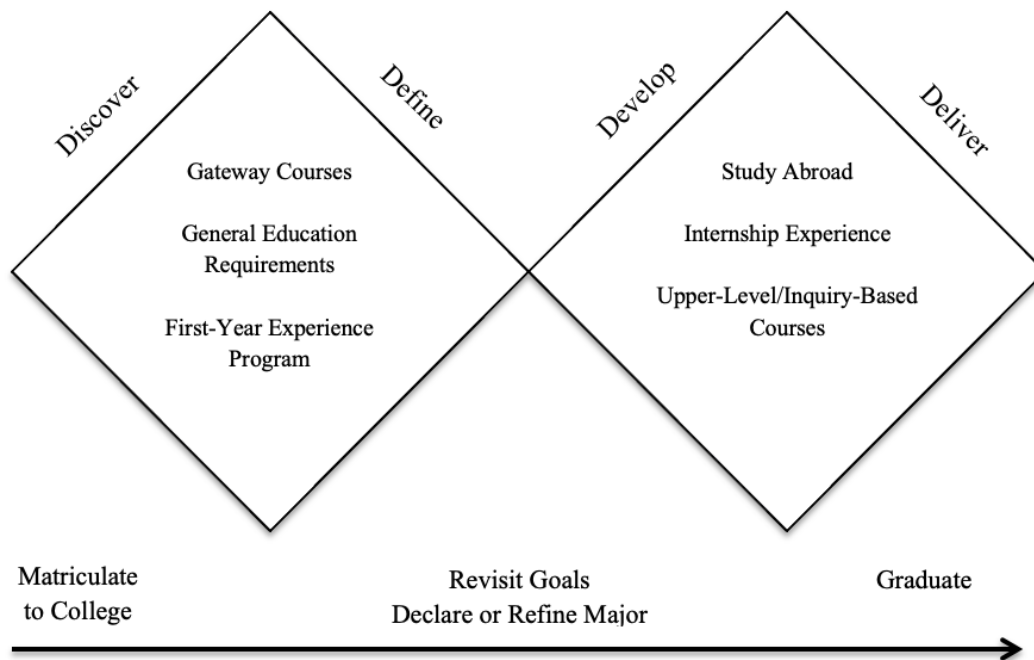 Discover
Define
Develop
Deliver
Gateway Courses
General Education
Requirements
First-Year Experience
Program
Study Abroad
Internship Experience
Upper-Level/Inquiry-Based
Courses
Matriculate
to College
Revisit Goals
Declare or Refine Major
Graduate